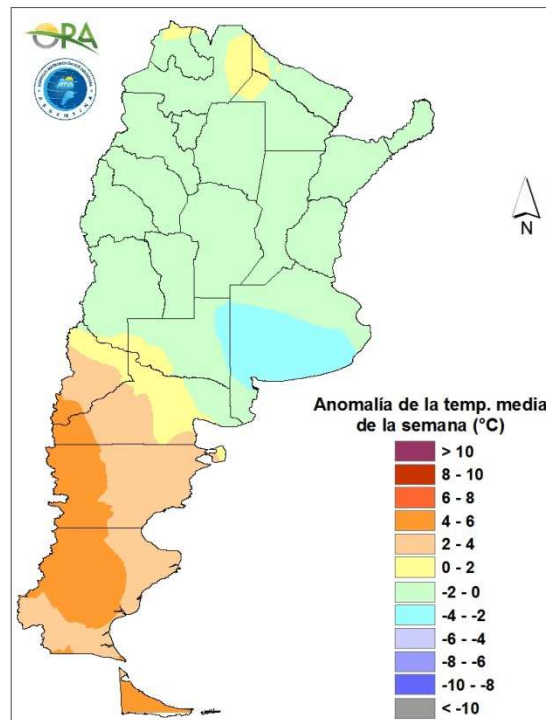 ORA
N
Anomalía de la temp. media
de la semana (°C)
> 10
8 - 10
6 - 8
4 - 6
2 - 4
0 - 2
-2 - 0
-4 - -2
-6 - -4
-8 - -6
-10 - -8
< -10